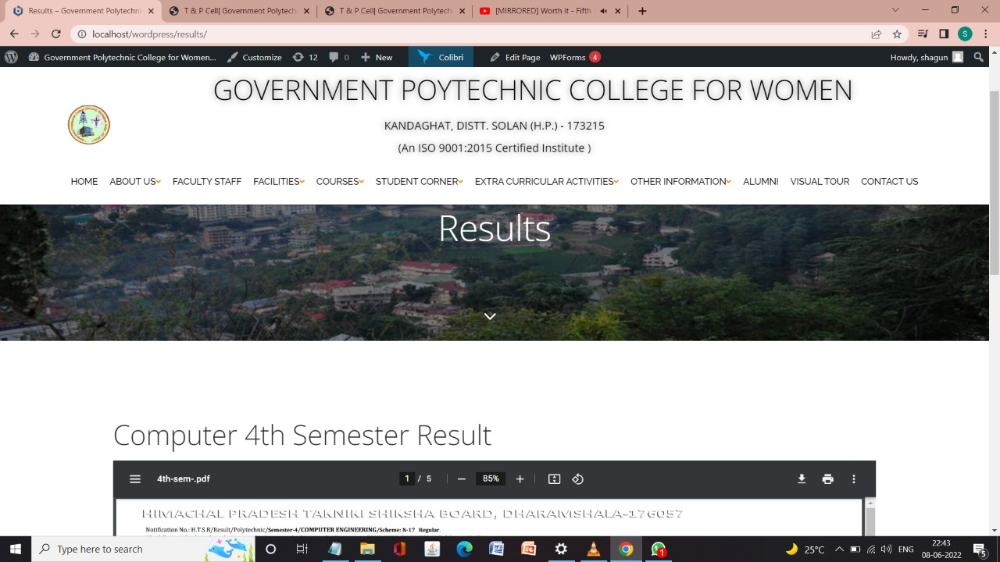 Results – Government Polytechni
T & P Cell| Government Polytechn
T & P Cell| Government Polytechn
[MIRRORED] Worth it - Fifth
localhost/wordpress/results/
S
Government Polytechnic College for Women... Customize 12 0 New Colibri Edit Page WPForms 4 Howdy, shagun
GOVERNMENT POYTECHNIC COLLEGE FOR WOMEN
KANDAGHAT, DISTT. SOLAN (H.P.) - 173215
(An ISO 9001:2015 Certified Institute )
HOME ABOUT US FACULTY STAFF FACILITIES COURSES STUDENT CORNER EXTRA CURRICULAR ACTIVITIES OTHER INFORMATION ALUMNI VISUAL TOUR CONTACT US
Results
Computer 4th Semester Result
4th-sem-.pdf 1 / 5 85%
HIMACHAL PRADESH TAKNIKI SHIKSHA BOARD, DHARAMSHALA-176057
Notification No.: H.T.S.B/Result/Polytechnic/Semester-4/COMPUTER ENGINEERING/Scheme: N-17 Regular.
Type here to search
1
25°C
ENG
22:43
08-06-2022
5